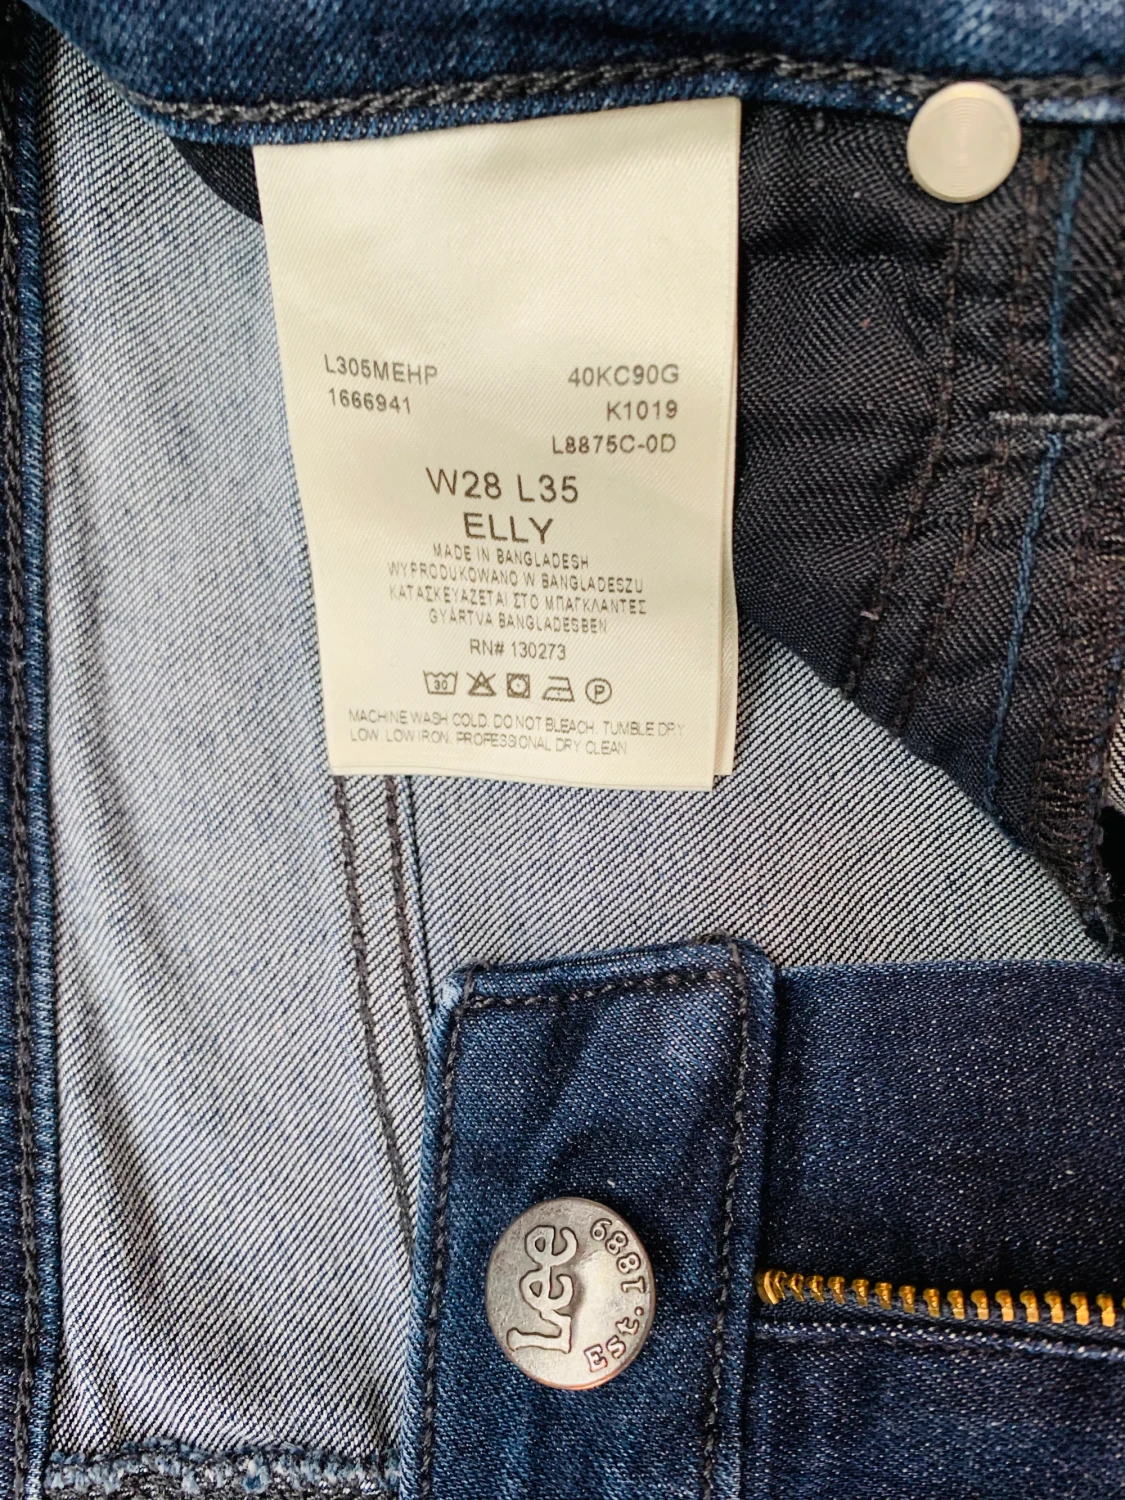 L305MEHP 40KC90G
1666941 K1019
L8875C-0D
W28 L35
ELLY
MADE IN BANGLADESH
WYPRODUKOWANO W BANGLADESZU
ΚΑΤΑΣΚΕΥΑΖΕΤΑΙ ΣΤΟ ΜΠΑΓΚΛΑΝΤΕΣ
GYÁRTVA BANGLADESBEN
RN# 130273
30 P
MACHINE WASH COLD. DO NOT BLEACH. TUMBLE DRY
LOW. LOW IRON. PROFESSIONAL DRY CLEAN
Lee
Est. 1889